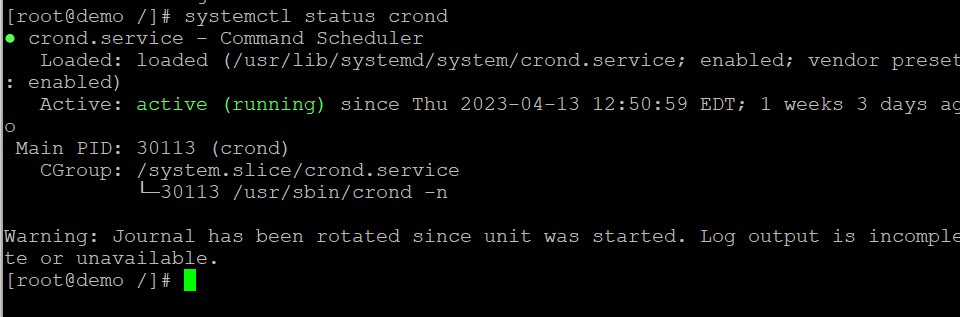 [root@demo /]# systemctl status crond
● crond.service - Command Scheduler
   Loaded: loaded (/usr/lib/systemd/system/crond.service; enabled; vendor preset
: enabled)
   Active: active (running) since Thu 2023-04-13 12:50:59 EDT; 1 weeks 3 days ag
o
 Main PID: 30113 (crond)
   CGroup: /system.slice/crond.service
           └─30113 /usr/sbin/crond -n

Warning: Journal has been rotated since unit was started. Log output is incomple
te or unavailable.
[root@demo /]#